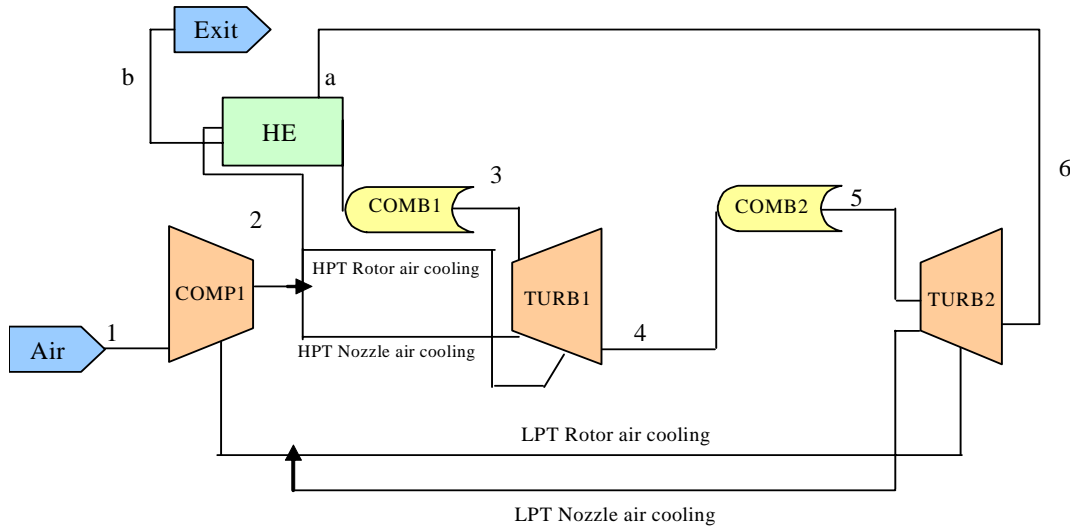 Exit
b
a
HE
6
3
COMB1
COMB2
5
2
HPT Rotor air cooling
COMP1
TURB1
TURB2
1
Air
HPT Nozzle air cooling
4
LPT Rotor air cooling
LPT Nozzle air cooling